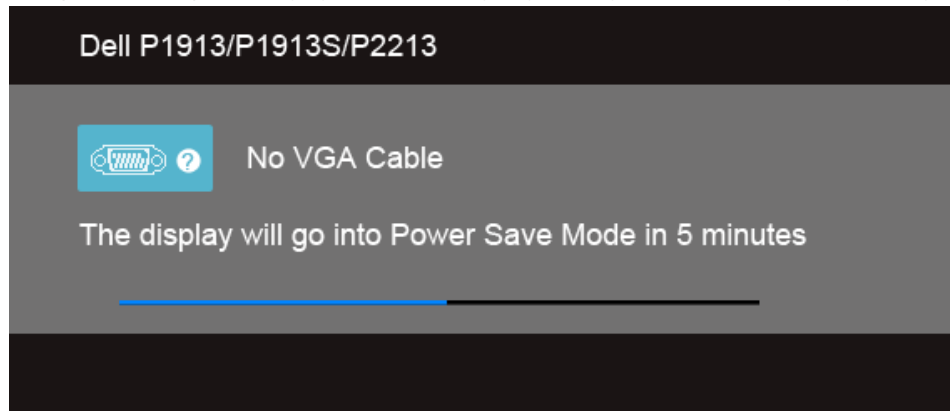 Dell P1913/P1913S/P2213
No VGA Cable
The display will go into Power Save Mode in 5 minutes